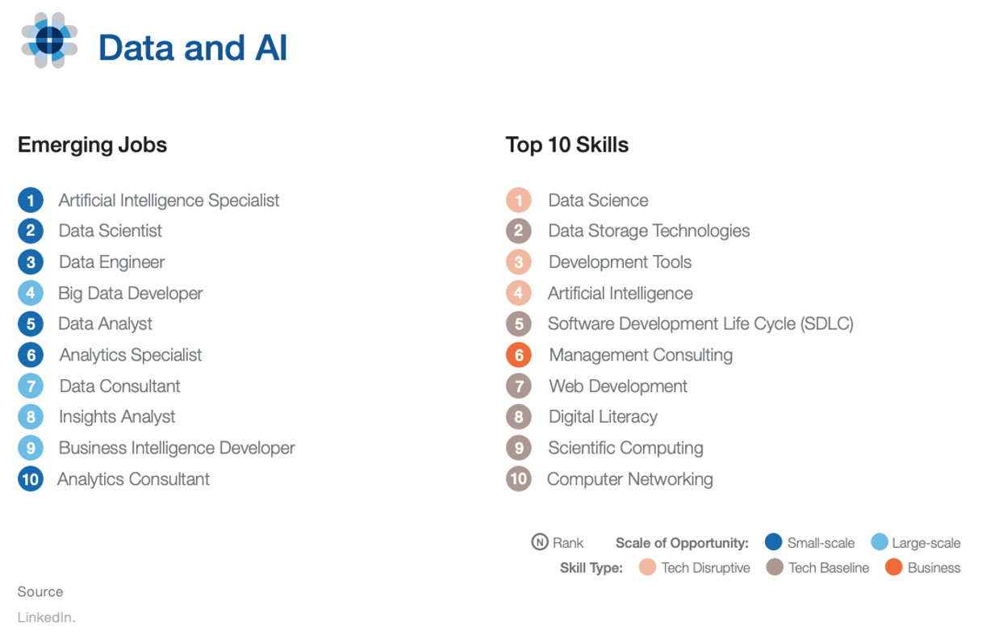 Data and AI
Emerging Jobs
1 Artificial Intelligence Specialist
2 Data Scientist
3 Data Engineer
4 Big Data Developer
5 Data Analyst
6 Analytics Specialist
7 Data Consultant
8 Insights Analyst
9 Business Intelligence Developer
10 Analytics Consultant
Top 10 Skills
1 Data Science
2 Data Storage Technologies
3 Development Tools
4 Artificial Intelligence
5 Software Development Life Cycle (SDLC)
6 Management Consulting
7 Web Development
8 Digital Literacy
9 Scientific Computing
10 Computer Networking
N Rank Scale of Opportunity: Small-scale Large-scale
Skill Type: Tech Disruptive Tech Baseline Business
Source
LinkedIn.